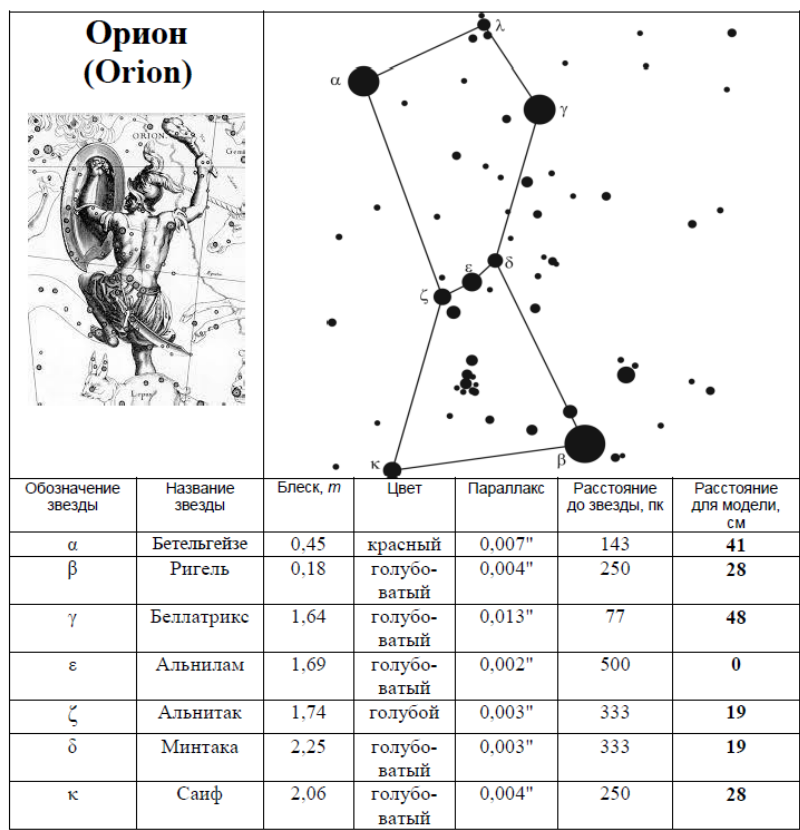 Орион
(Orion)
ORION.
Lepus
λ
α
γ
δ
ε
ζ
β
κ
Обозначение звезды	Название звезды	Блеск, m	Цвет	Параллакс	Расстояние до звезды, пк	Расстояние для модели, см
α	Бетельгейзе	0,45	красный	0,007"	143	41
β	Ригель	0,18	голубо-ватый	0,004"	250	28
γ	Беллатрикс	1,64	голубо-ватый	0,013"	77	48
ε	Альнилам	1,69	голубо-ватый	0,002"	500	0
ζ	Альнитак	1,74	голубой	0,003"	333	19
δ	Минтака	2,25	голубо-ватый	0,003"	333	19
κ	Саиф	2,06	голубо-ватый	0,004"	250	28